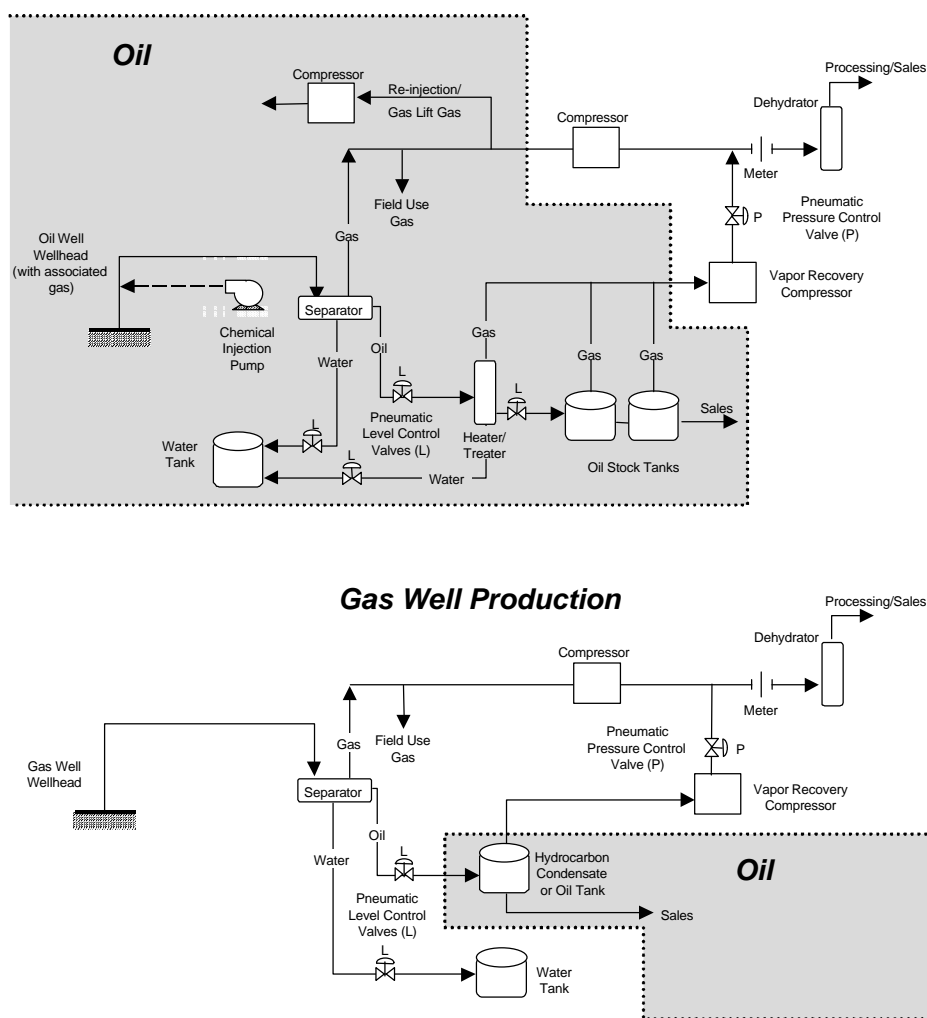 Oil
Compressor
Re-injection/
Gas Lift Gas
Processing/Sales
Dehydrator
Compressor
Meter
Field Use
Gas
Gas
P
Pneumatic
Pressure Control
Valve (P)
Oil Well
Wellhead
(with associated
gas)
Vapor Recovery
Compressor
Separator
Chemical
Injection
Pump
Water
Oil
Gas
Gas
Gas
L
L
Sales
Pneumatic
Level Control
Valves (L)
Heater/
Treater
L
Water
Tank
L
Water
Oil Stock Tanks
Gas Well Production
Processing/Sales
Dehydrator
Compressor
Meter
Gas
Field Use
Gas
Pneumatic
Pressure Control
Valve (P)
P
Gas Well
Wellhead
Separator
Vapor Recovery
Compressor
Oil
Water
L
Hydrocarbon
Condensate
or Oil Tank
Oil
Pneumatic
Level Control
Valves (L)
Sales
L
Water
Tank